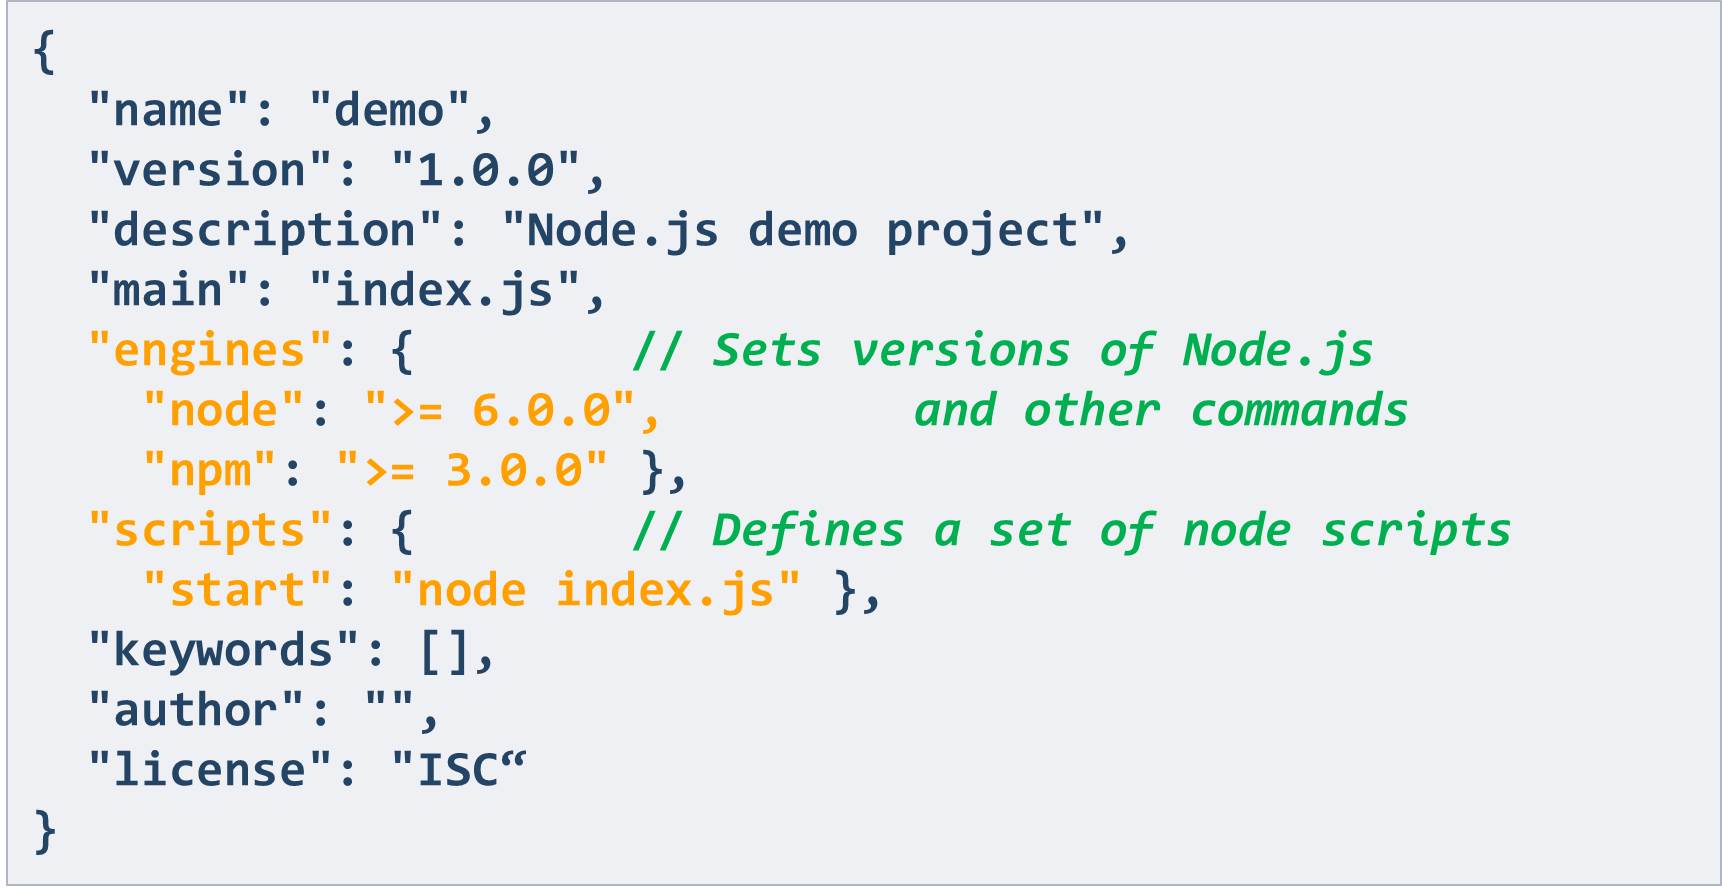 {
  "name": "demo",
  "version": "1.0.0",
  "description": "Node.js demo project",
  "main": "index.js",
  "engines": {        // Sets versions of Node.js
    "node": ">= 6.0.0",         and other commands
    "npm": ">= 3.0.0" },
  "scripts": {        // Defines a set of node scripts
    "start": "node index.js" },
  "keywords": [],
  "author": "",
  "license": "ISC“
}